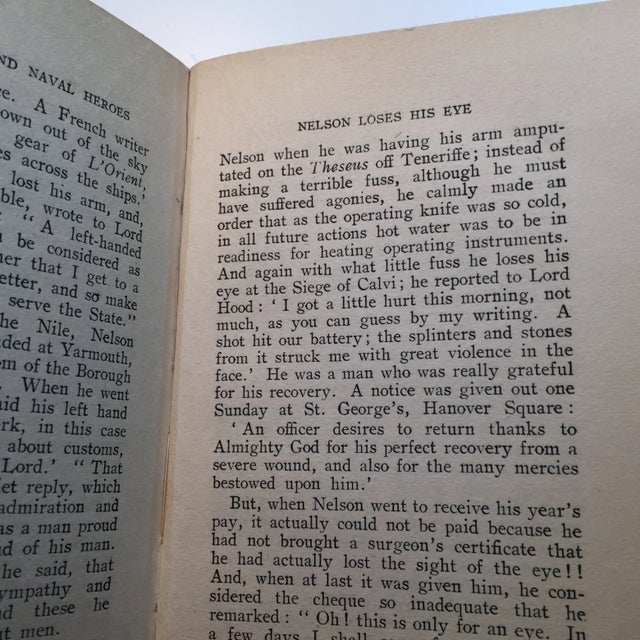 ND NAVAL HEROES
ce. A French writer
own out of the sky
gear of L'Orient,
es across the ships.'
lost his arm, and,
ble, wrote to Lord
"A left-handed
n be considered as
her that I get to a
etter, and so make
serve the State."
he Nile, Nelson
ded at Yarmouth,
om of the Borough
. When he went
aid his left hand
rk, in this case
about customs,
Lord.' "That
et reply, which
admiration and
as a man proud
nd of his man.
he said, that
ympathy and
d these he
ut men.
NELSON LOSES HIS EYE
Nelson when he was having his arm ampu-
tated on the Theseus off Teneriffe; instead of
making a terrible fuss, although he must
have suffered agonies, he calmly made an
order that as the operating knife was so cold,
in all future actions hot water was to be in
readiness for heating operating instruments.
And again with what little fuss he loses his
eye at the Siege of Calvi; he reported to Lord
Hood: 'I got a little hurt this morning, not
much, as you can guess by my writing. A
shot hit our battery; the splinters and stones
from it struck me with great violence in the
face.' He was a man who was really grateful
for his recovery. A notice was given out one
Sunday at St. George's, Hanover Square:
'An officer desires to return thanks to
Almighty God for his perfect recovery from a
severe wound, and also for the many mercies
bestowed upon him.'
But, when Nelson went to receive his year's
pay, it actually could not be paid because he
had not brought a surgeon's certificate that
he had actually lost the sight of the eye!!
And, when at last it was given him, he con-
sidered the cheque so inadequate that he
remarked: "Oh! this is only for an eye. In
a few days I shall